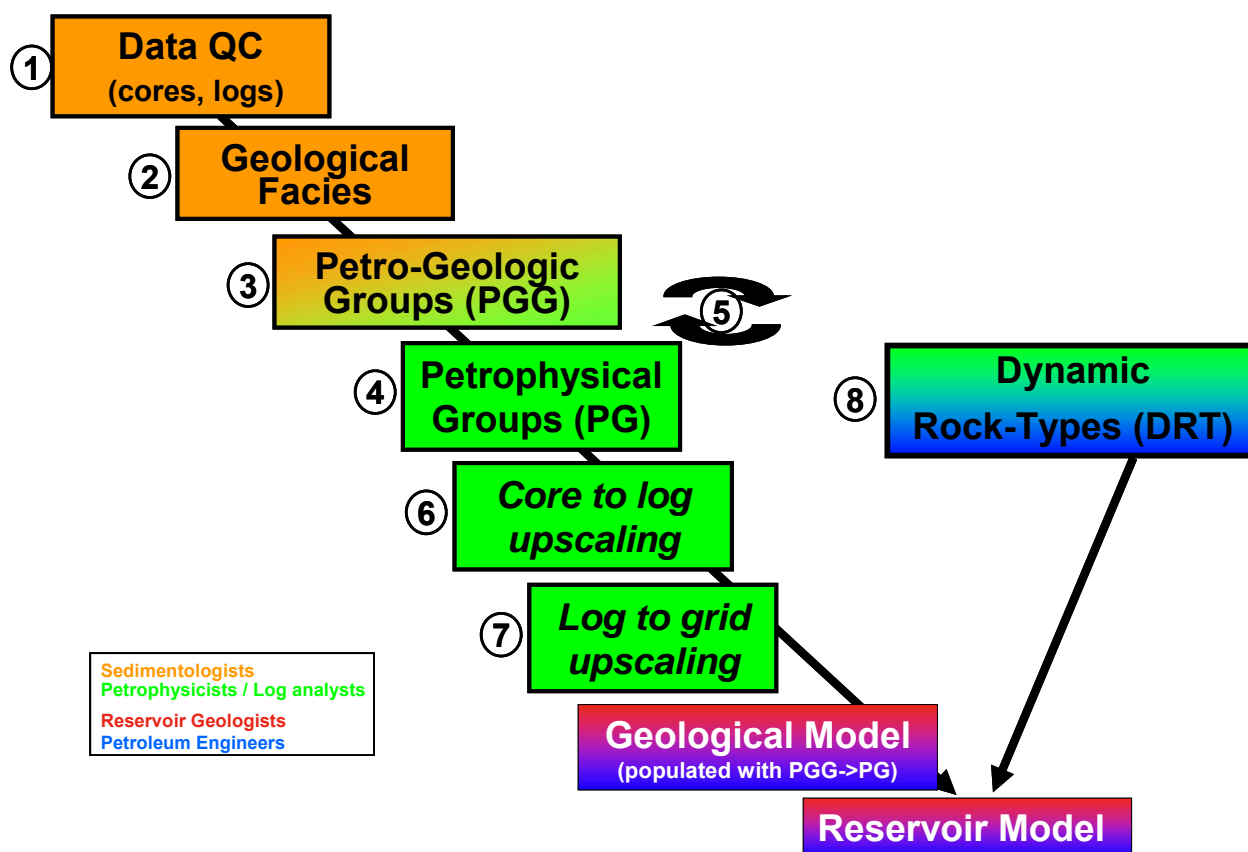 1
Data QC
(cores, logs)
2
Geological
Facies
3
Petro-Geologic
Groups (PGG)
5
4
Petrophysical
Groups (PG)
8
Dynamic
Rock-Types (DRT)
6
Core to log
upscaling
7
Log to grid
upscaling
Sedimentologists
Petrophysicists / Log analysts
Reservoir Geologists
Petroleum Engineers
Geological Model
(populated with PGG->PG)
Reservoir Model